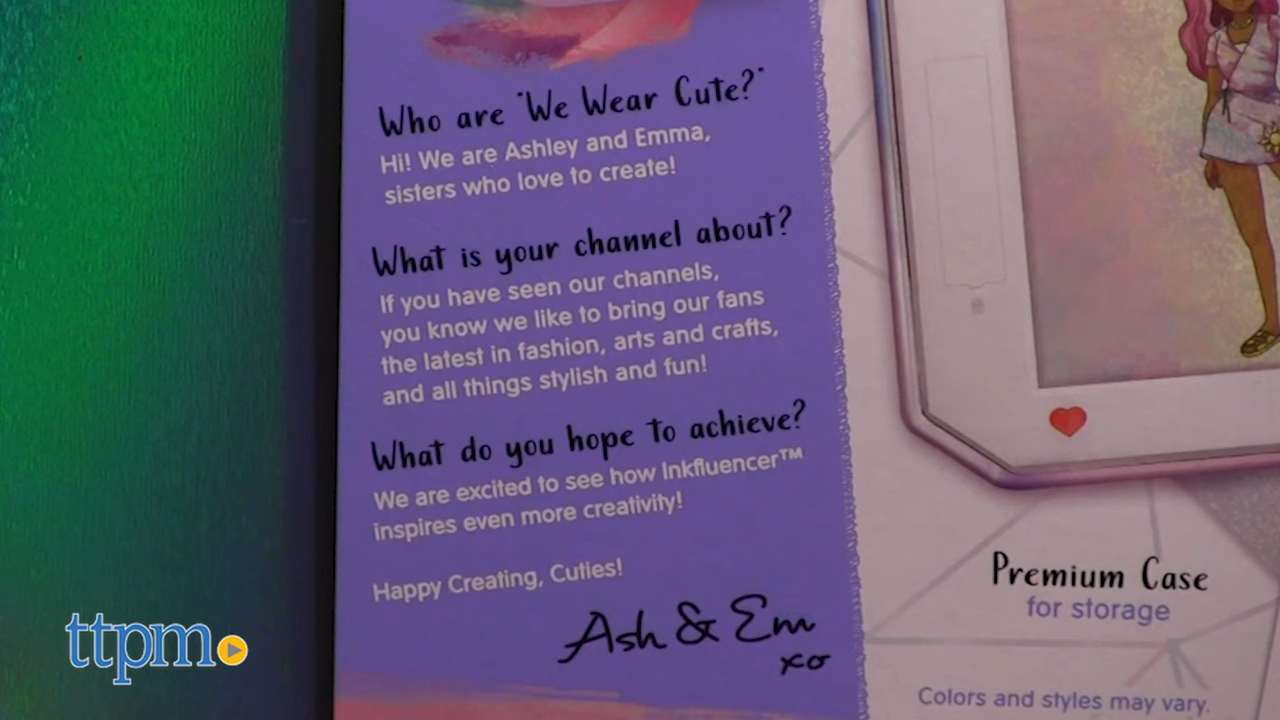 Who are "We Wear Cute?"
Hi! We are Ashley and Emma,
sisters who love to create!
What is your channel about?
If you have seen our channels,
you know we like to bring our fans
the latest in fashion, arts and crafts,
and all things stylish and fun!
What do you hope to achieve?
We are excited to see how Inkfluencer™
inspires even more creativity!
Happy Creating, Cuties!
Ash & Em
xo
Premium Case
for storage
Colors and styles may vary.
ttpm